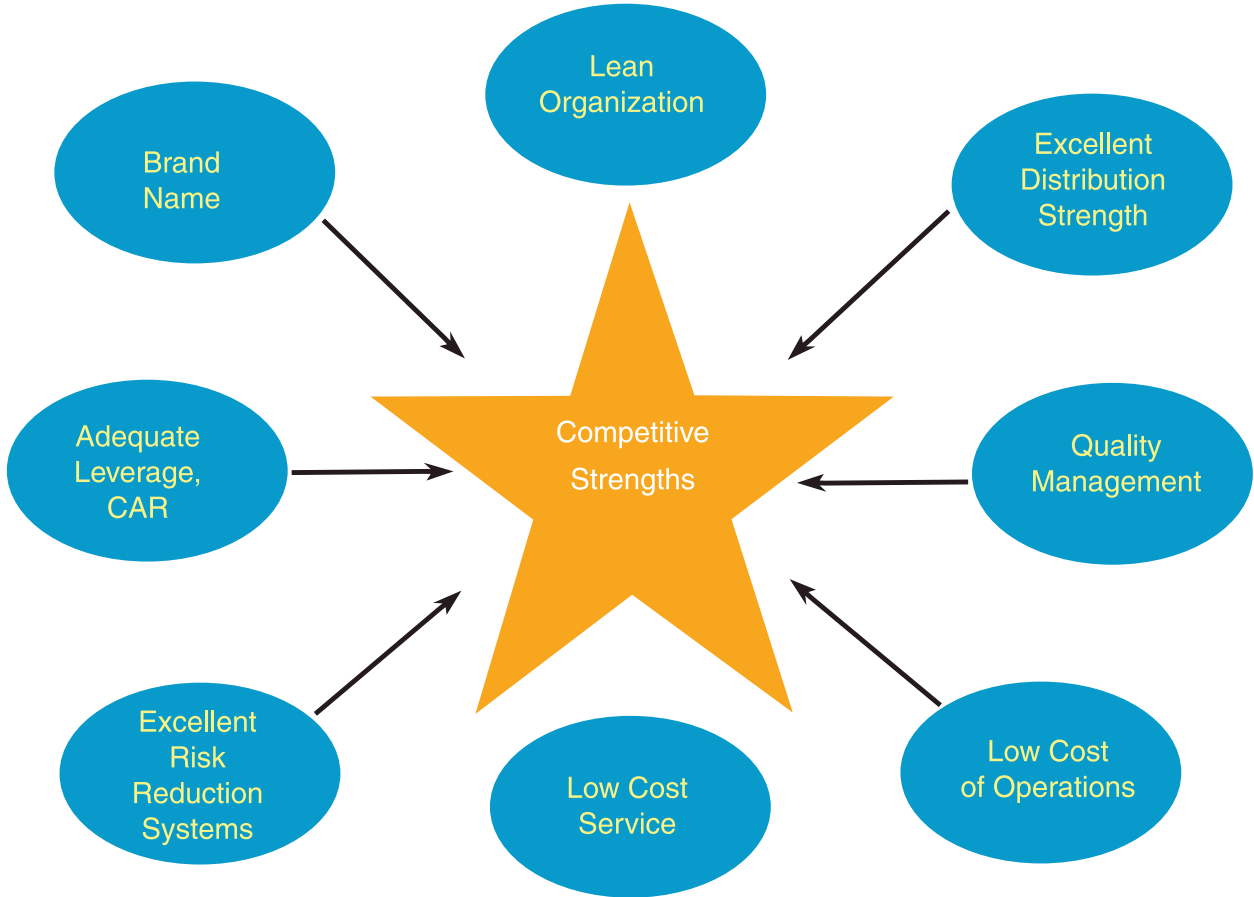 Lean
Organization
Brand
Name
Excellent
Distribution
Strength
Competitive
Strengths
Adequate
Leverage,
CAR
Quality
Management
Excellent
Risk
Reduction
Systems
Low Cost
Service
Low Cost
of Operations